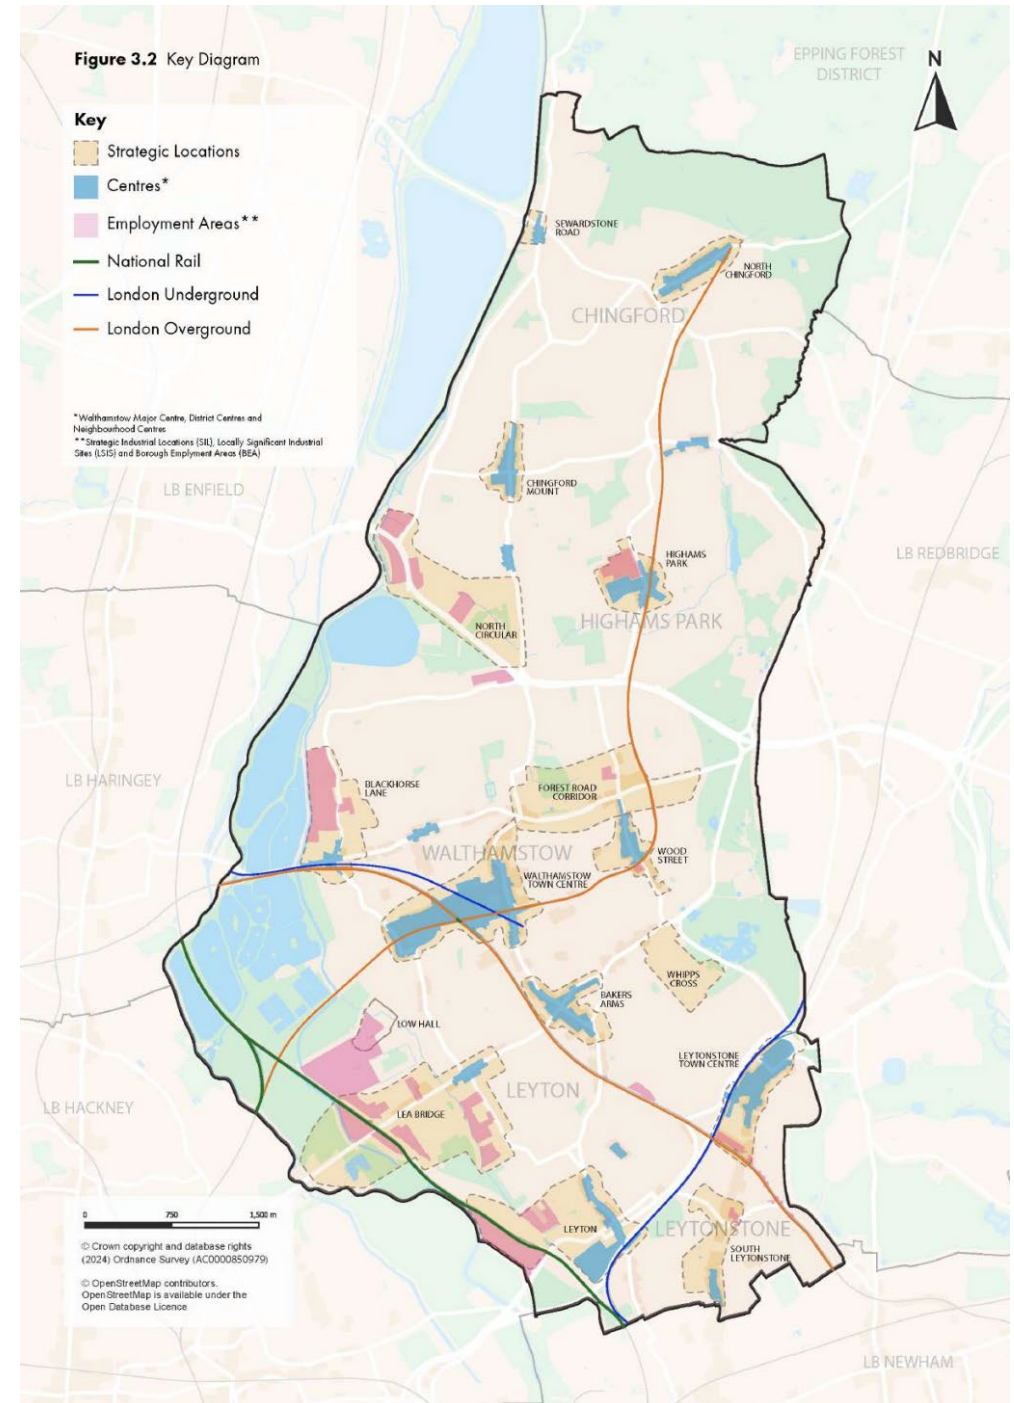 Figure 3.2 Key Diagram
EPPING FOREST
DISTRICT
N
Key
Strategic Locations
Centres*
Employment Areas**
National Rail
London Underground
London Overground
*Walthamstow Major Centre, District Centres and
Neighbourhood Centres
**Strategic Industrial Locations (SIL), Locally Significant Industrial
Sites (LSIS) and Borough Emplyment Areas (BEA)
SEWARDSTONE
ROAD
NORTH
CHINGFORD
CHINGFORD
CHINGFORD
MOUNT
LB ENFIELD
HIGHAMS
PARK
LB REDBRIDGE
HIGHAMS PARK
NORTH
CIRCULAR
LB HARINGEY
BLACKHORSE
LANE
FOREST ROAD
CORRIDOR
WALTHAMSTOW
WOOD
STREET
WALTHAMSTOW
TOWN CENTRE
WHIPPS
CROSS
BAKERS
ARMS
LOW HALL
LEYTONSTONE
TOWN CENTRE
LEYTON
LB HACKNEY
LEA BRIDGE
LEYTON
LEYTONSTONE
SOUTH
LEYTONSTONE
LB NEWHAM
0 750 1,500 m
© Crown copyright and database rights
(2024) Ordnance Survey (AC0000850979)
© OpenStreetMap contributors.
OpenStreetMap is available under the
Open Database Licence